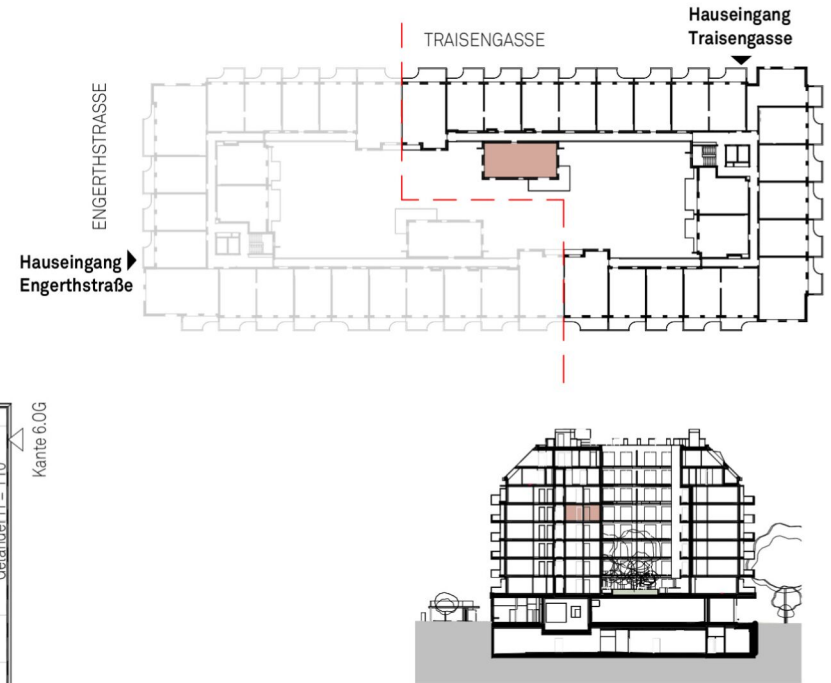 Hauseingang
Traisengasse
TRAISENGASSE
ENGERTHSTRASSE
Hauseingang
Engerthstraße
Kante 6.OG